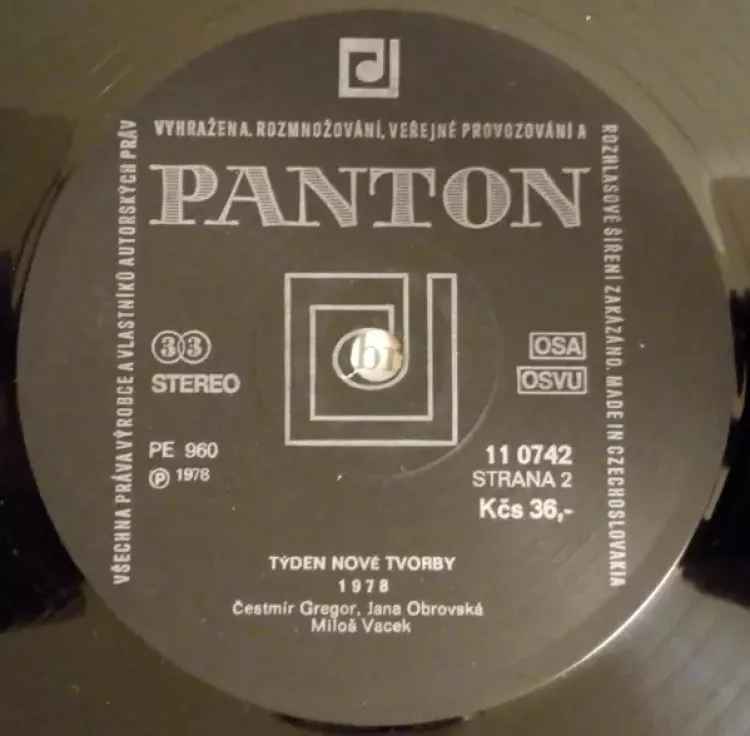 VŠECHNA PRÁVA VÝROBCE A VLASTNÍKŮ AUTORSKÝCH PRÁV
VYHRAŽENA. ROZMNOŽOVÁNÍ, VEŘEJNÉ PROVOZOVÁNÍ A
ROZHLASOVÉ ŠÍŘENÍ ZAKÁZÁNO. MADE IN CZECHOSLOVAKIA
PANTON
33
STEREO
OSA
OSVU
PE 960
Ⓟ 1978
11 0742
STRANA 2
Kčs 36,-
TÝDEN NOVÉ TVORBY
1978
Čestmír Gregor, Jana Obrovská
Miloš Vacek